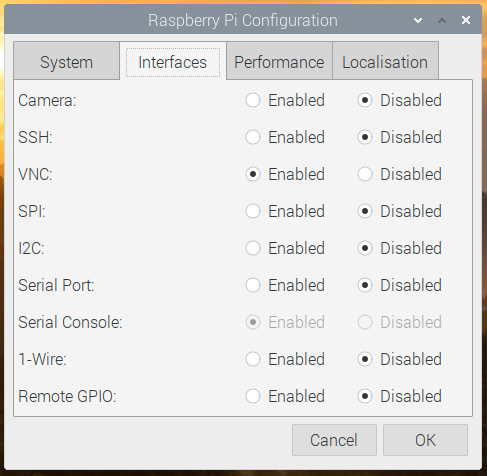 Raspberry Pi Configuration
System Interfaces Performance Localisation
Camera: Enabled Disabled
SSH: Enabled Disabled
VNC: Enabled Disabled
SPI: Enabled Disabled
I2C: Enabled Disabled
Serial Port: Enabled Disabled
Serial Console: Enabled Disabled
1-Wire: Enabled Disabled
Remote GPIO: Enabled Disabled
Cancel OK